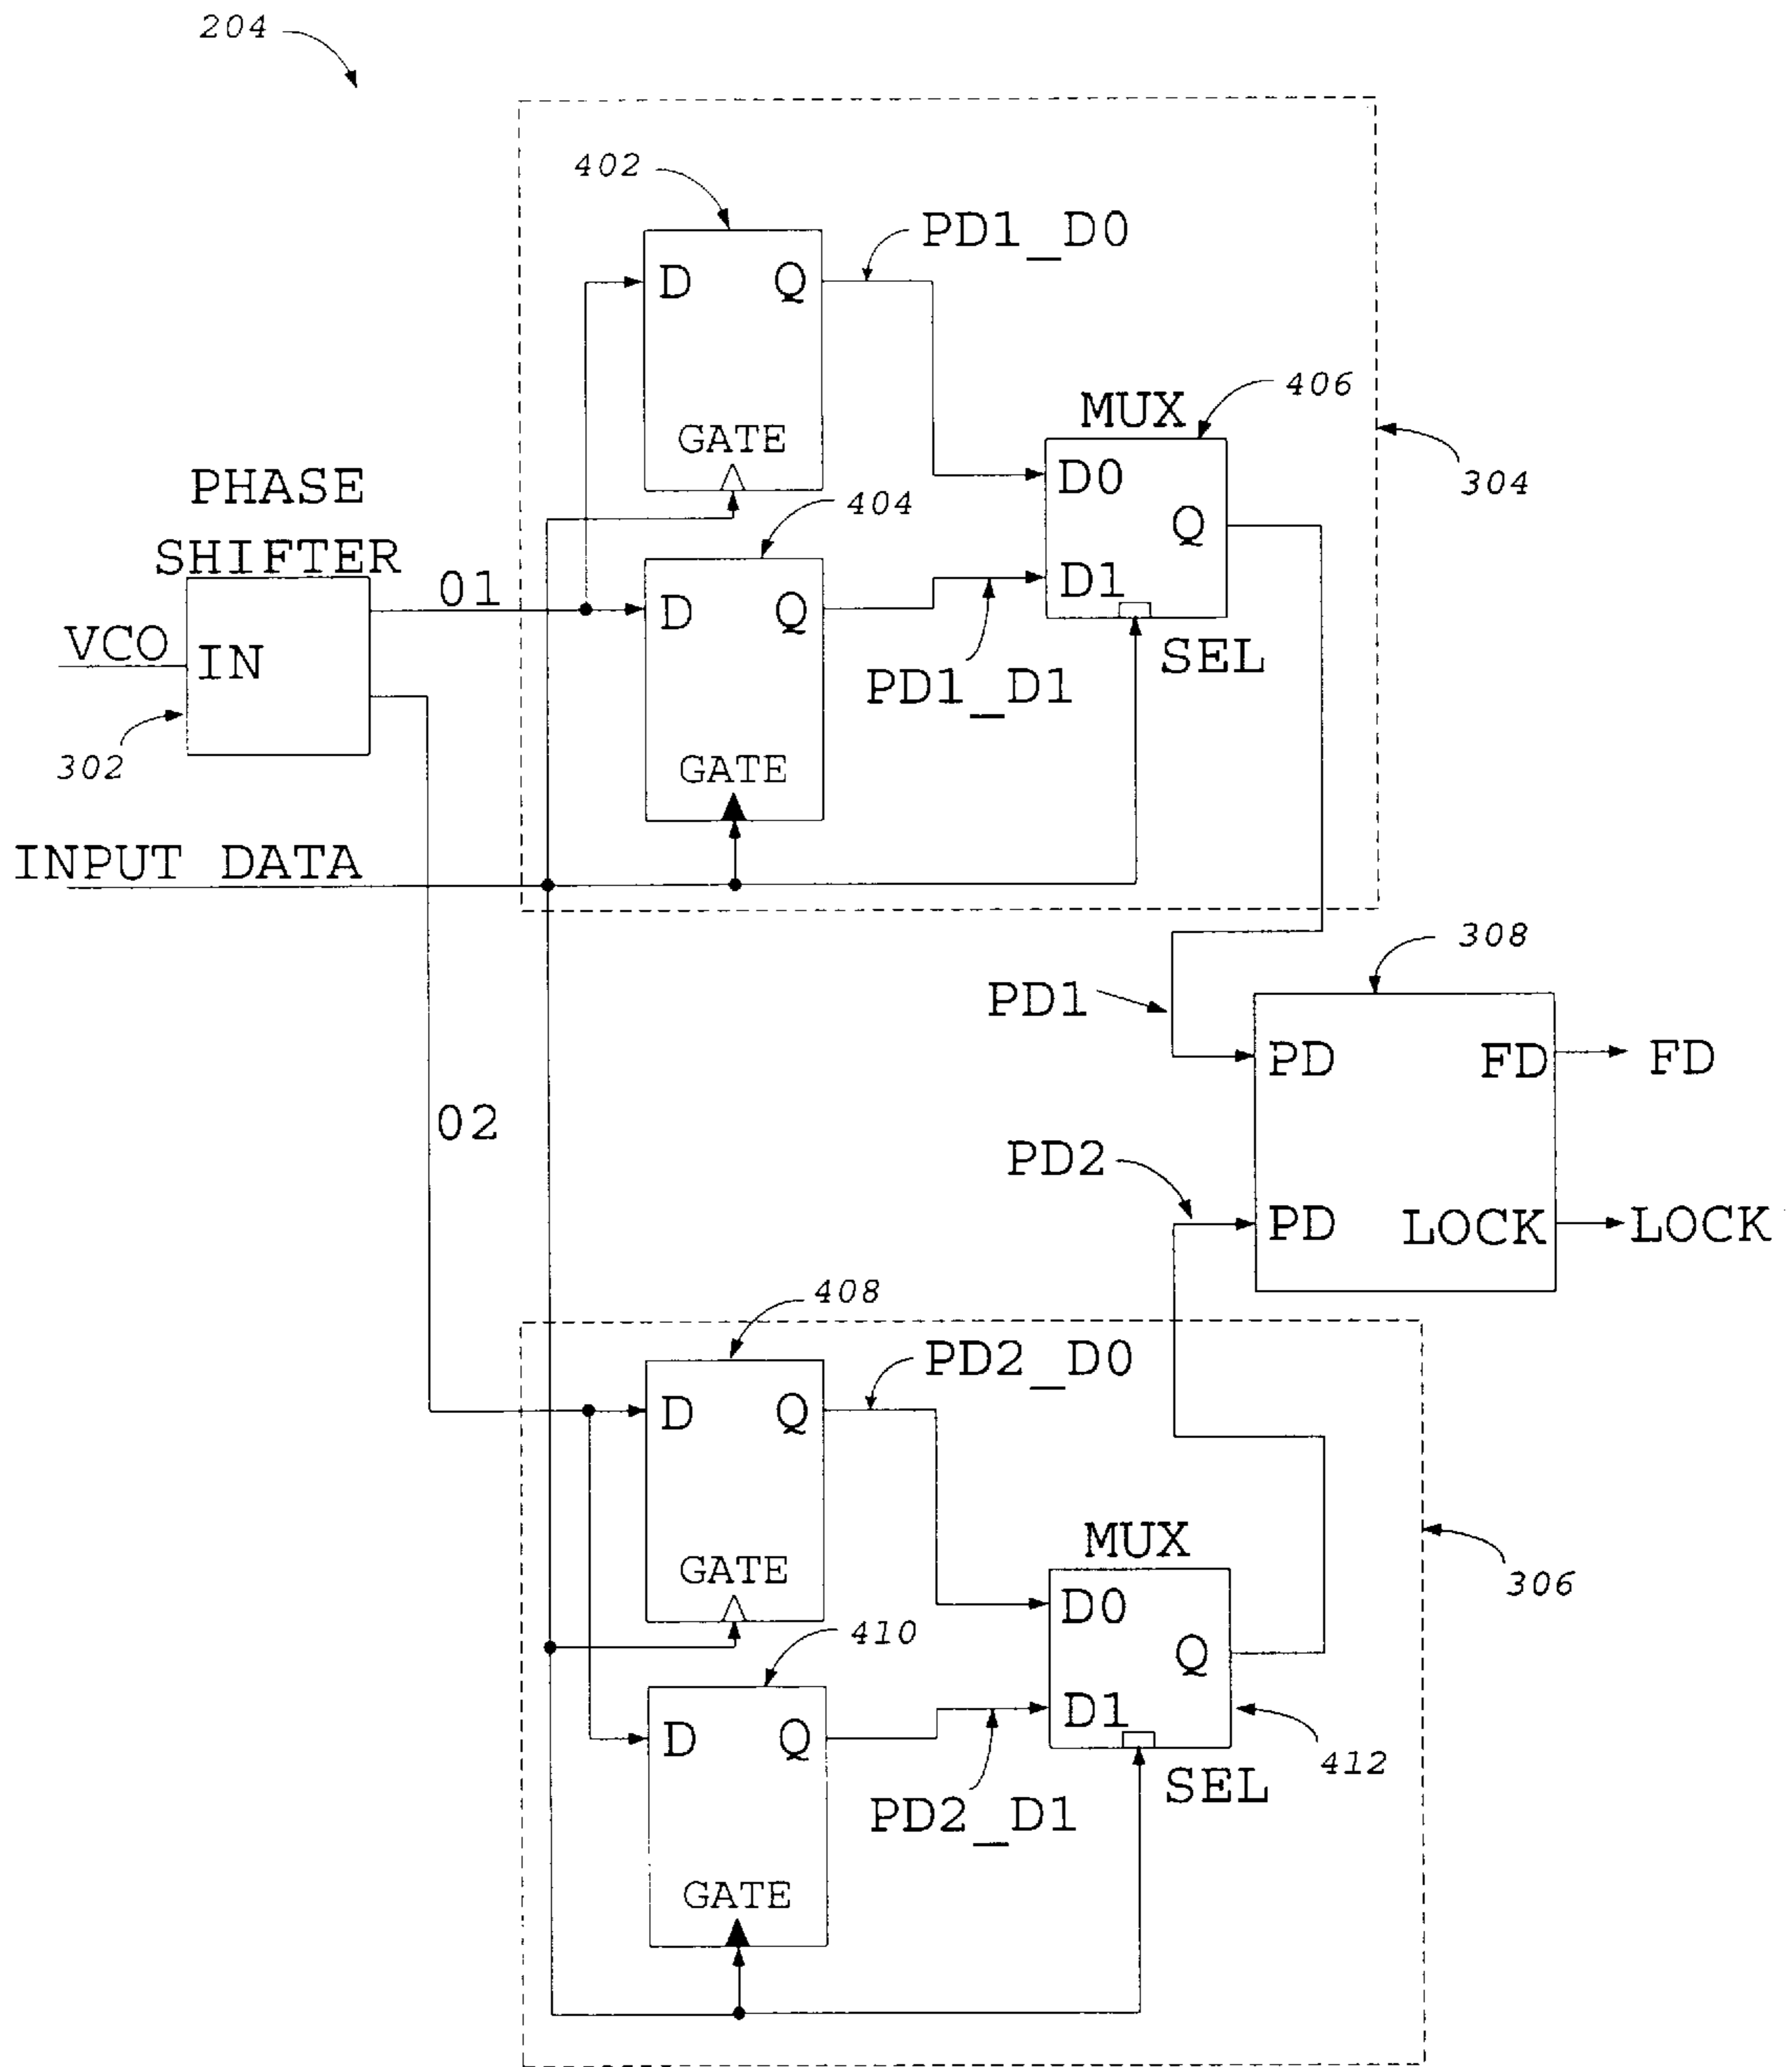 204
402
PD1_D0
D Q
406
MUX
GATE
D0
304
PHASE
404
Q
SHIFTER
01
D1
D Q
VCO
IN
SEL
PD1_D1
302
GATE
INPUT DATA
308
PD1
PD FD FD
02
PD2
PD LOCK LOCK
408
PD2_D0
D Q
MUX
GATE
306
D0
410
Q
D1
D Q
412
SEL
PD2_D1
GATE